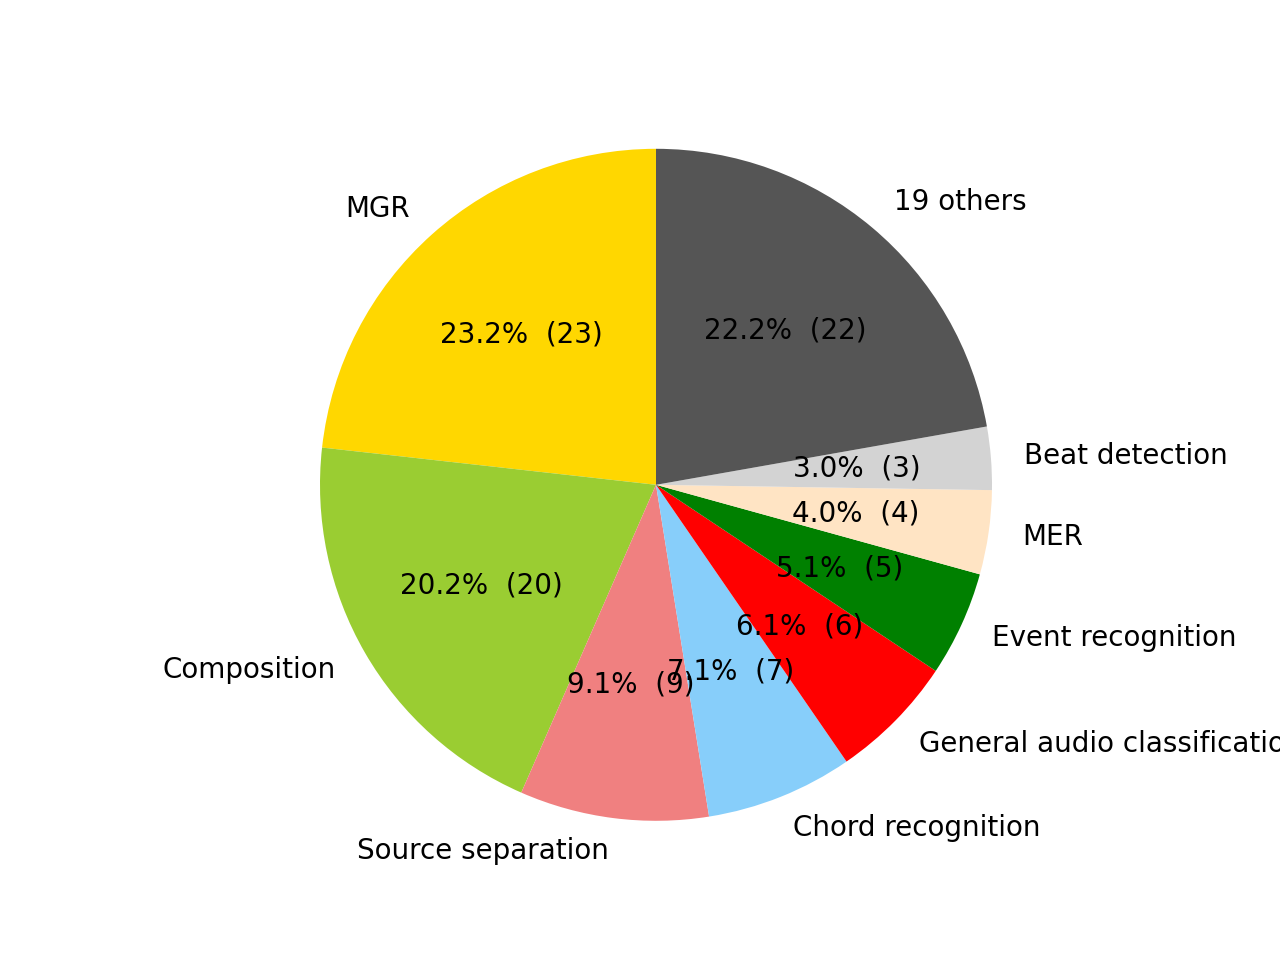 19 others
MGR
23.2%  (23)
22.2%  (22)
Beat detection
3.0%  (3)
4.0%  (4)
MER
5.1%  (5)
20.2%  (20)
6.1%  (6)
Event recognition
Composition
7.1%  (7)
9.1%  (9)
General audio classificatio
Chord recognition
Source separation